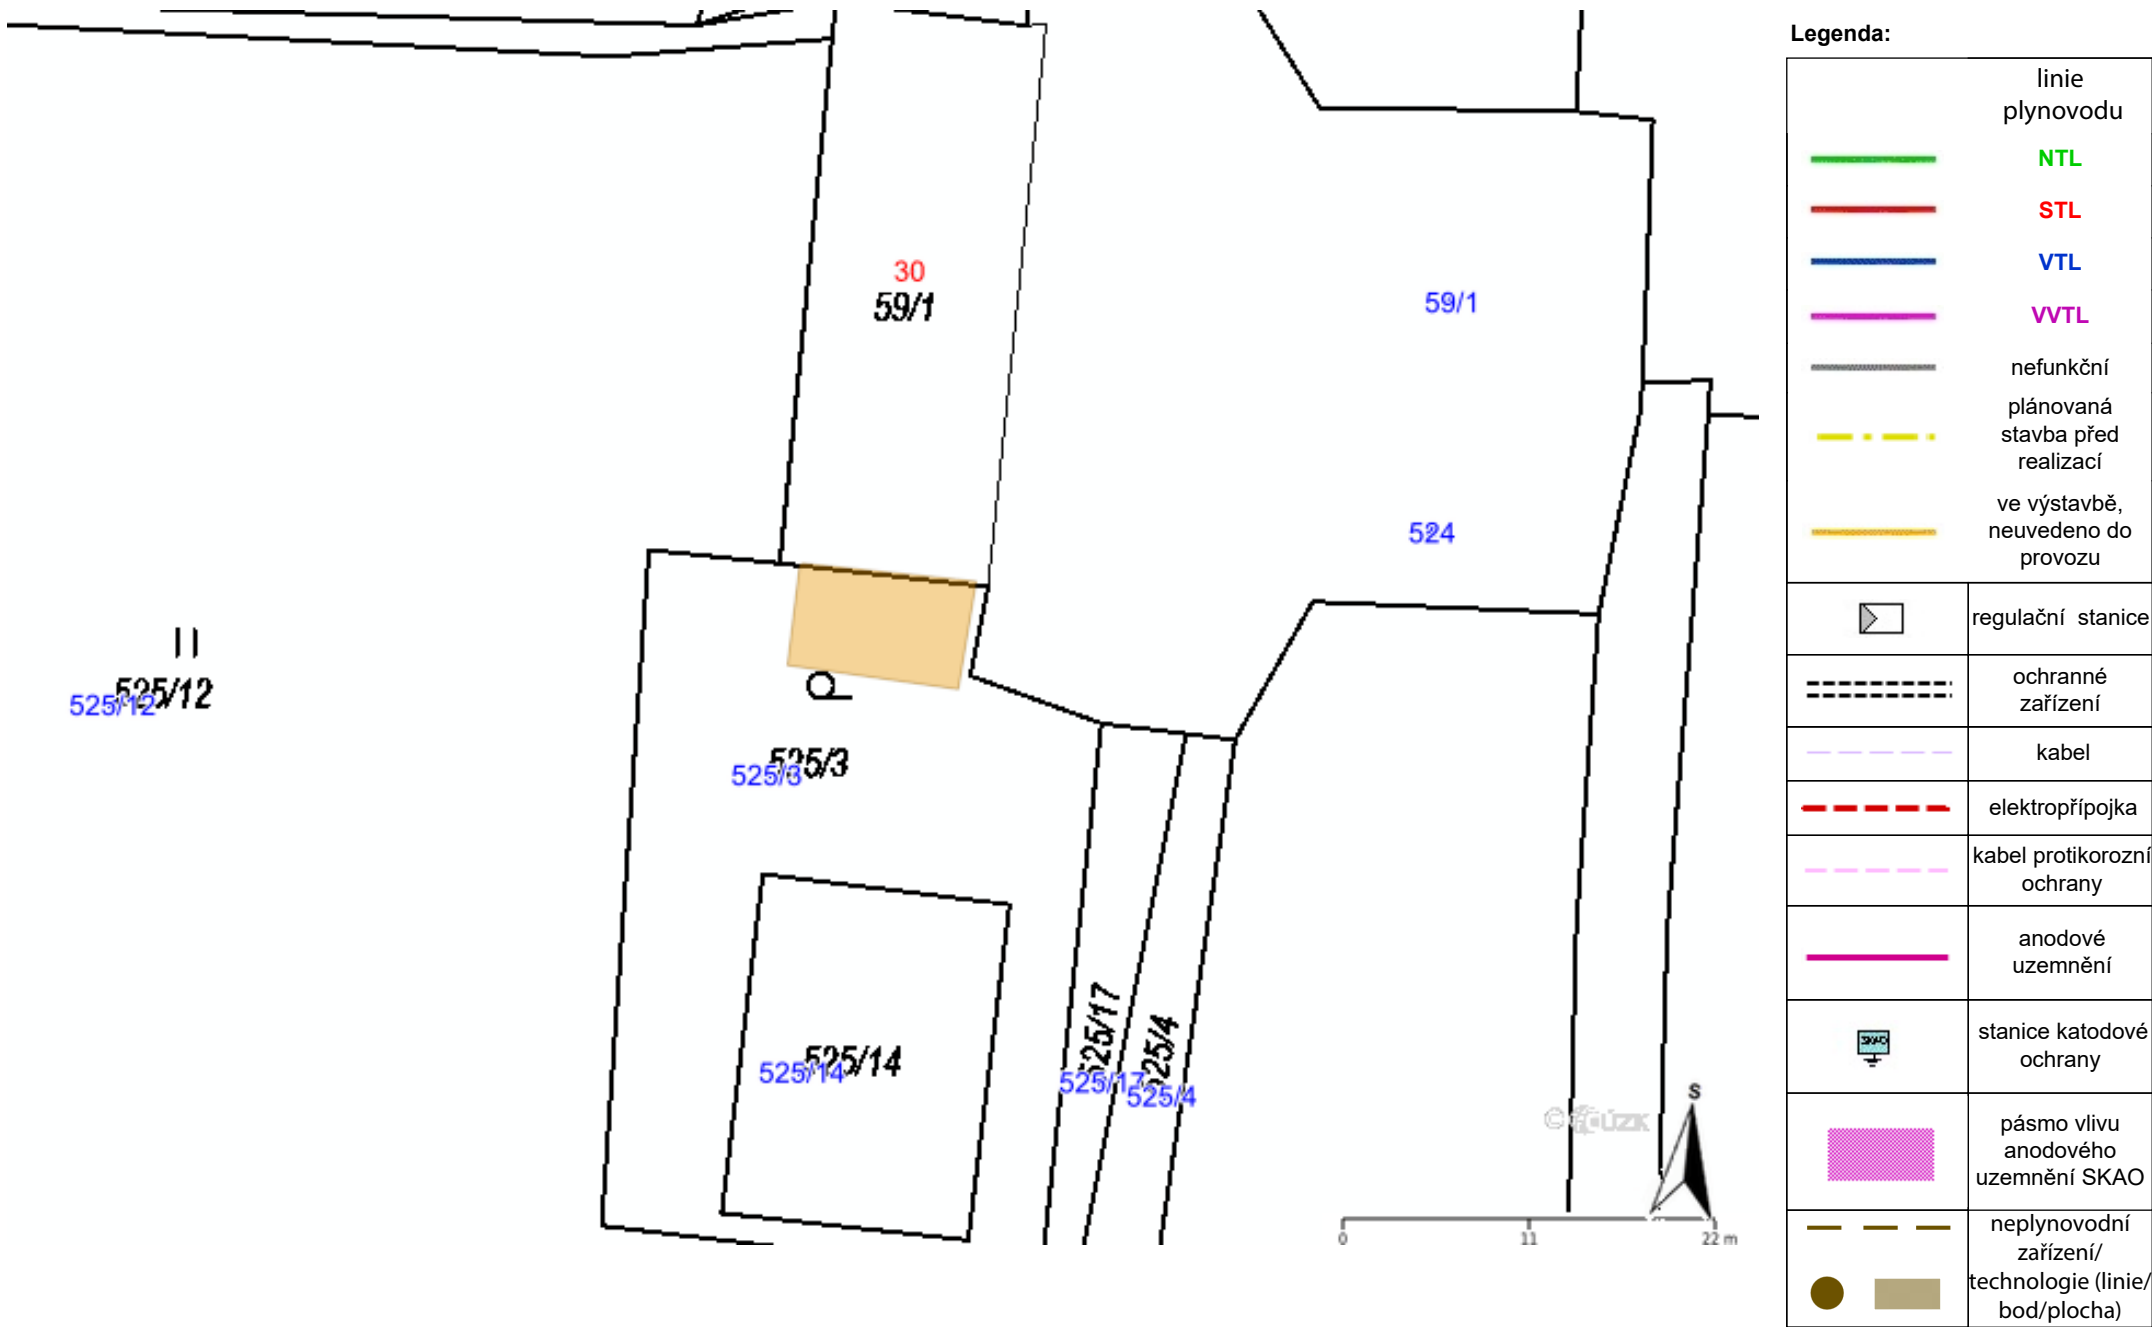 30
59/1
59/1
524
525/12
525/12
525/3
525/3
525/14
525/14
525/17
525/17
525/4
525/4
S
0 11 22 m
Legenda:
linie
plynovodu
NTL
STL
VTL
VVTL
nefunkční
plánovaná
stavba před
realizací
ve výstavbě,
neuvedeno do
provozu
regulační stanice
ochranné
zařízení
kabel
elektropřípojka
kabel protikorozní
ochrany
anodové
uzemnění
SKAO
stanice katodové
ochrany
pásmo vlivu
anodového
uzemnění SKAO
neplynovodní
zařízení/
technologie (linie/
bod/plocha)